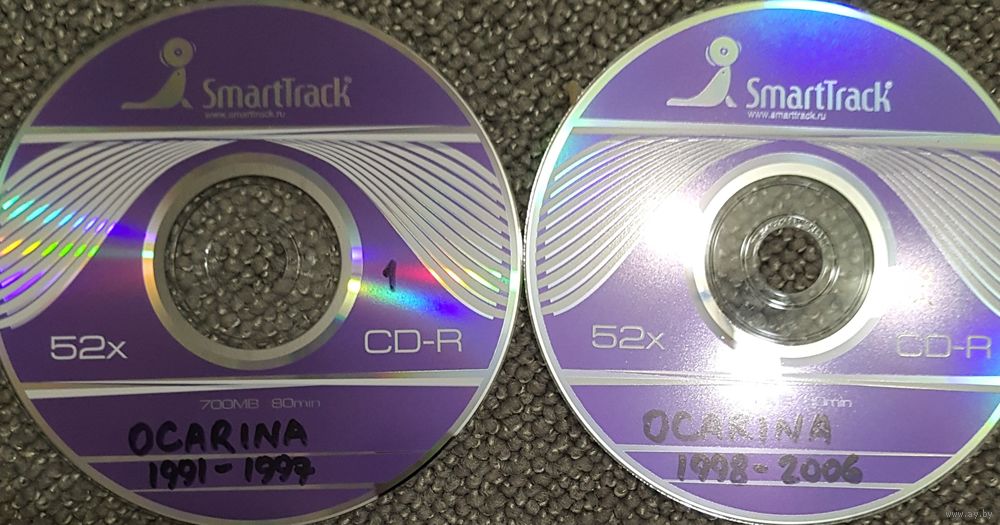 SmartTrack®
www.smarttrack.ru
1
52x
CD-R
700MB 80min
OCARINA
1991-1997
SmartTrack®
www.smarttrack.ru
52x
CD-R
OCARINA
1998-2006
www.ay.by